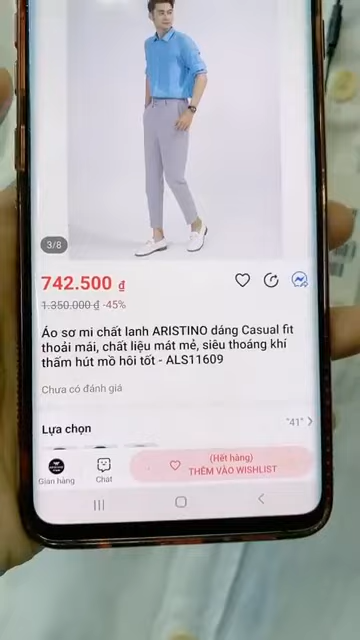 3/8
742.500 ₫
1.350.000 ₫ -45%
Áo sơ mi chất lanh ARISTINO dáng Casual fit
thoải mái, chất liệu mát mẻ, siêu thoáng khí
thấm hút mồ hôi tốt - ALS11609
Chưa có đánh giá
Lựa chọn
"41"
Gian hàng
Chat
(Hết hàng)
THÊM VÀO WISHLIST